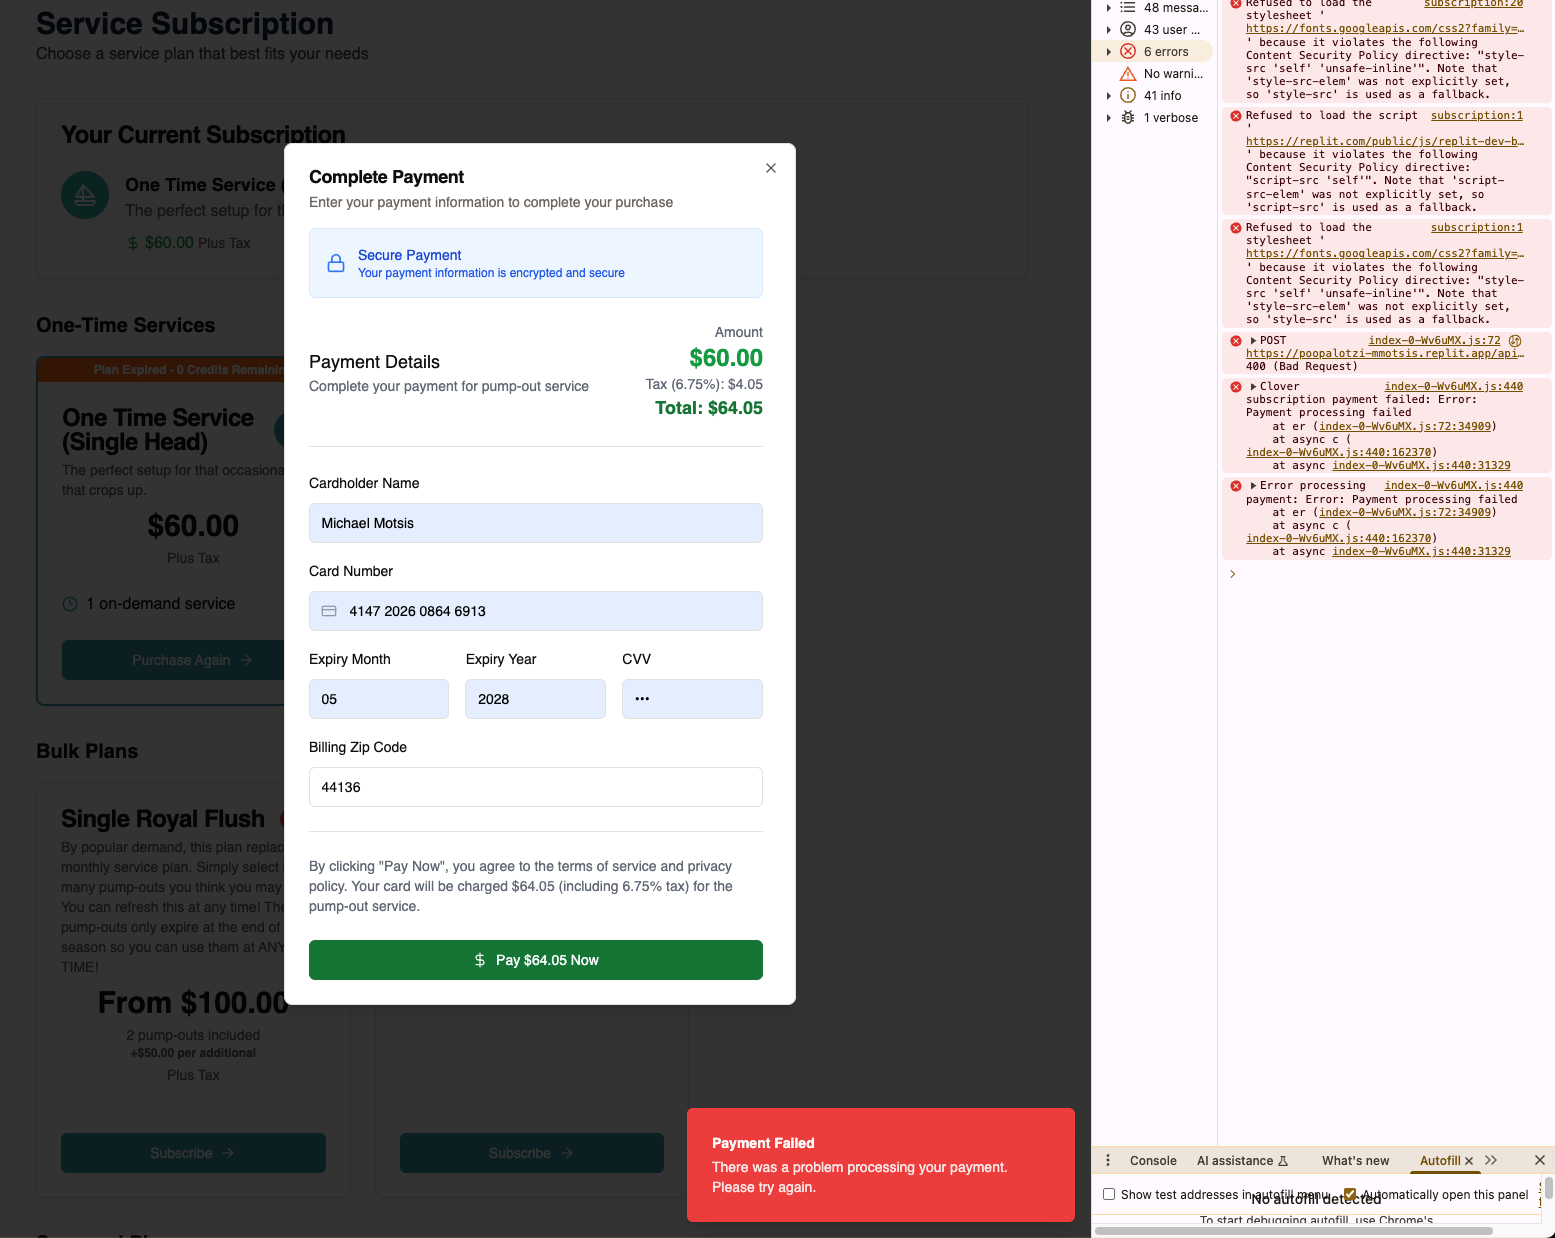 Service Subscription
Choose a service plan that best fits your needs
Your Current Subscription
One Time Service (
The perfect setup for th
$60.00 Plus Tax
One-Time Services
Plan Expired - 0 Credits Remainin
One Time Service
(Single Head)
The perfect setup for that occasiona
that crops up.
$60.00
Plus Tax
1 on-demand service
Purchase Again
Bulk Plans
Single Royal Flush
By popular demand, this plan replac
monthly service plan. Simply select
many pump-outs you think you may
You can refresh this at any time! The
pump-outs only expire at the end of
season so you can use them at ANY
TIME!
From $100.00
2 pump-outs included
+$50.00 per additional
Plus Tax
Subscribe
Subscribe
Complete Payment
Enter your payment information to complete your purchase
Secure Payment
Your payment information is encrypted and secure
Payment Details
Complete your payment for pump-out service
Amount
$60.00
Tax (6.75%): $4.05
Total: $64.05
Cardholder Name
Michael Motsis
Card Number
4147 2026 0864 6913
Expiry Month
Expiry Year
CVV
05
2028
•••
Billing Zip Code
44136
By clicking "Pay Now", you agree to the terms of service and privacy
policy. Your card will be charged $64.05 (including 6.75% tax) for the
pump-out service.
$ Pay $64.05 Now
Payment Failed
There was a problem processing your payment.
Please try again.
48 messa...
43 user ...
6 errors
No warni...
41 info
1 verbose
Refused to load the subscription:20
stylesheet '
https://fonts.googleapis.com/css2?family=…
' because it violates the following
Content Security Policy directive: "style-
src 'self' 'unsafe-inline'". Note that
'style-src-elem' was not explicitly set,
so 'style-src' is used as a fallback.
Refused to load the script subscription:1
'
https://replit.com/public/js/replit-dev-b…
' because it violates the following
Content Security Policy directive:
"script-src 'self'". Note that 'script-
src-elem' was not explicitly set, so
'script-src' is used as a fallback.
Refused to load the subscription:1
stylesheet '
https://fonts.googleapis.com/css2?family=…
' because it violates the following
Content Security Policy directive: "style-
src 'self' 'unsafe-inline'". Note that
'style-src-elem' was not explicitly set,
so 'style-src' is used as a fallback.
POST index-0-Wv6uMX.js:72
https://poopalotzi-mmotsis.replit.app/api…
400 (Bad Request)
Clover index-0-Wv6uMX.js:440
subscription payment failed: Error:
Payment processing failed
at er (index-0-Wv6uMX.js:72:34909)
at async c (
index-0-Wv6uMX.js:440:162370)
at async index-0-Wv6uMX.js:440:31329
Error processing index-0-Wv6uMX.js:440
payment: Error: Payment processing failed
at er (index-0-Wv6uMX.js:72:34909)
at async c (
index-0-Wv6uMX.js:440:162370)
at async index-0-Wv6uMX.js:440:31329
Console AI assistance What's new Autofill
Show test addresses in autofill menu
Automatically open this panel
No autofill detected
To start debugging autofill, use Chrome's